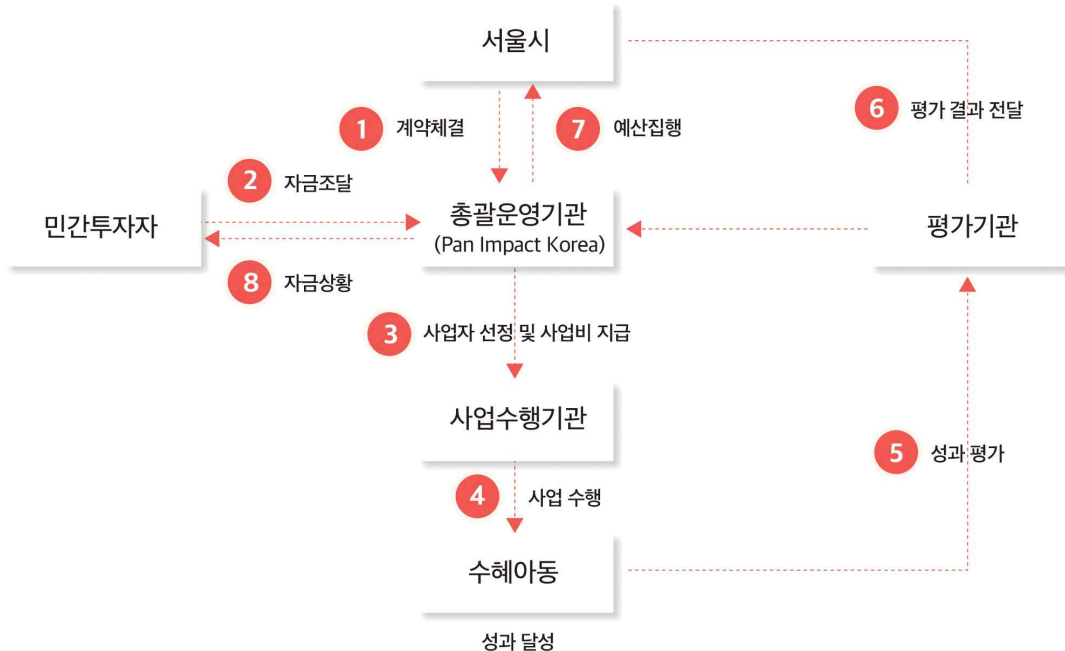 서울시
1 계약체결
7 예산집행
6 평가 결과 전달
2 자금조달
민간투자자
총괄운영기관
(Pan Impact Korea)
평가기관
8 자금상황
3 사업자 선정 및 사업비 지급
사업수행기관
5 성과 평가
4 사업 수행
수혜아동
성과 달성